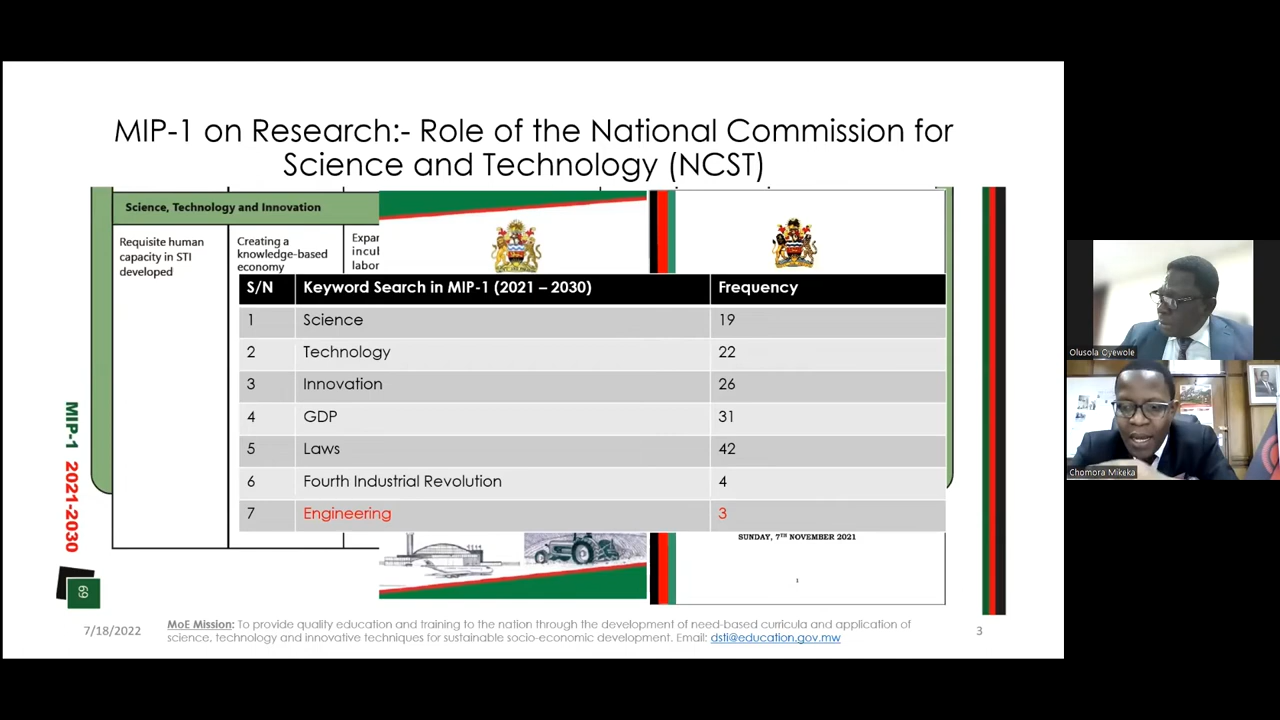 MIP-1 on Research:- Role of the National Commission for
Science and Technology (NCST)
Science, Technology and Innovation
Requisite human
capacity in STI
developed
Creating a
knowledge-based
economy
Expan
incul
labor
S/N Keyword Search in MIP-1 (2021 – 2030) Frequency
1 Science 19
2 Technology 22
3 Innovation 26
4 GDP 31
5 Laws 42
6 Fourth Industrial Revolution 4
7 Engineering 3
SUNDAY, 7TH NOVEMBER 2021
1
MIP-1 2021-2030
69
7/18/2022
MoE Mission: To provide quality education and training to the nation through the development of need-based curricula and application of
science, technology and innovative techniques for sustainable socio-economic development. Email: dsti@education.gov.mw
3
Olusola Oyewole
Chomora Mikeka